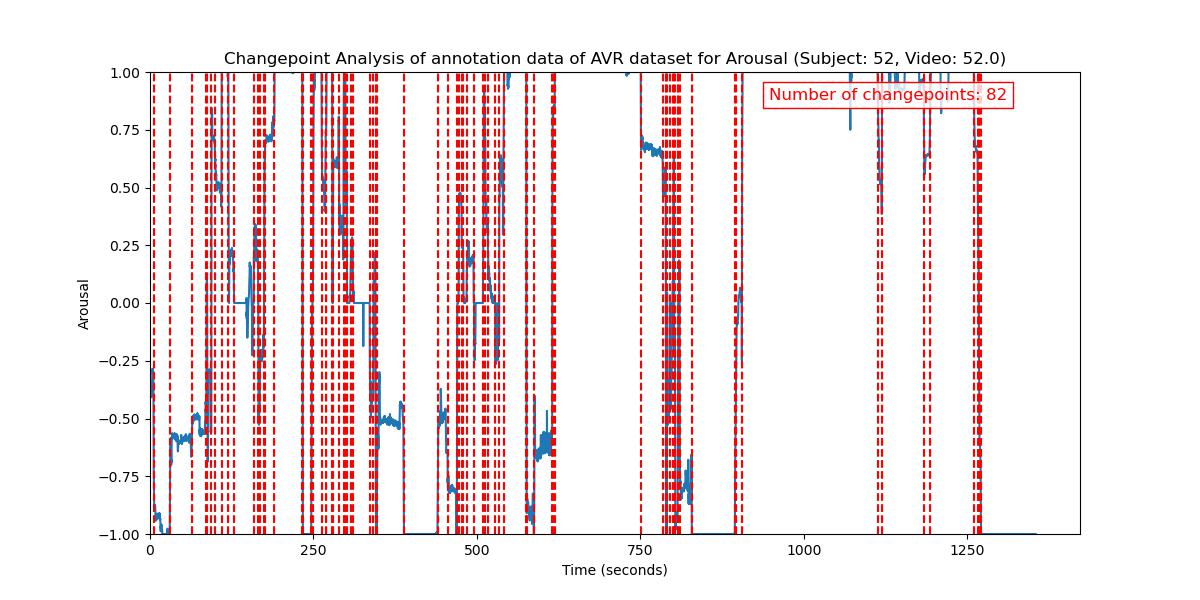 Changepoint Analysis of annotation data of AVR dataset for Arousal (Subject: 52, Video: 52.0)
Number of changepoints: 82
1.00
0.75
0.50
0.25
0.00
−0.25
−0.50
−0.75
−1.00
Arousal
0 250 500 750 1000 1250
Time (seconds)